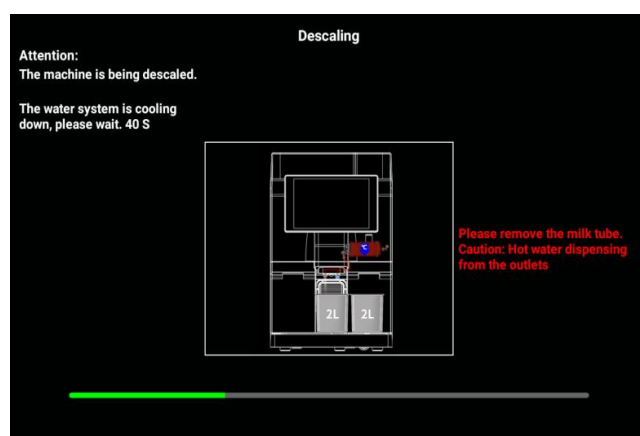 Descaling
Attention:
The machine is being descaled.
The water system is cooling
down, please wait. 40 S
Please remove the milk tube.
Caution: Hot water dispensing
from the outlets
2L 2L